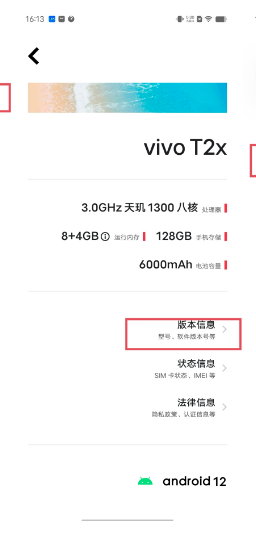 16:13
vivo T2x
3.0GHz 天玑 1300 八核 处理器
8+4GB 运行内存 128GB 手机存储
6000mAh 电池容量
版本信息
型号、软件版本号等
状态信息
SIM 卡状态、IMEI 等
法律信息
隐私政策、认证信息等
android 12